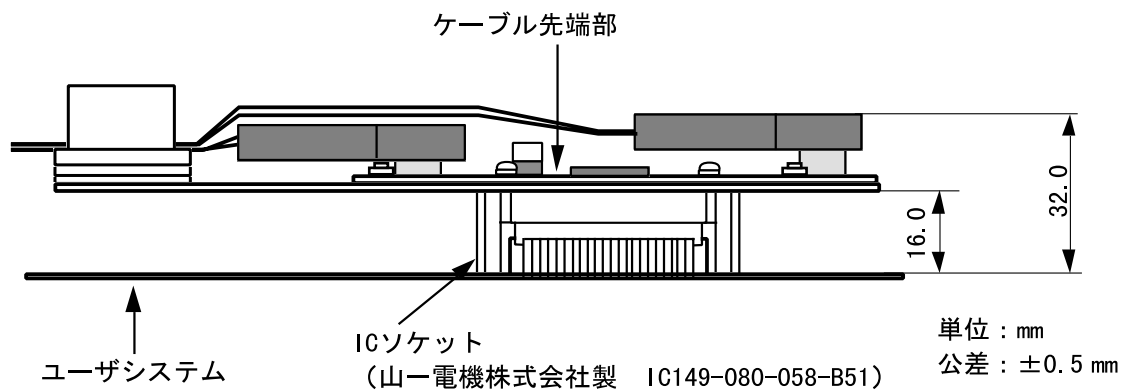 ケーブル先端部
32.0
16.0
ICソケット
(山一電機株式会社製 IC149-080-058-B51)
ユーザシステム
単位：mm
公差：±0.5 mm